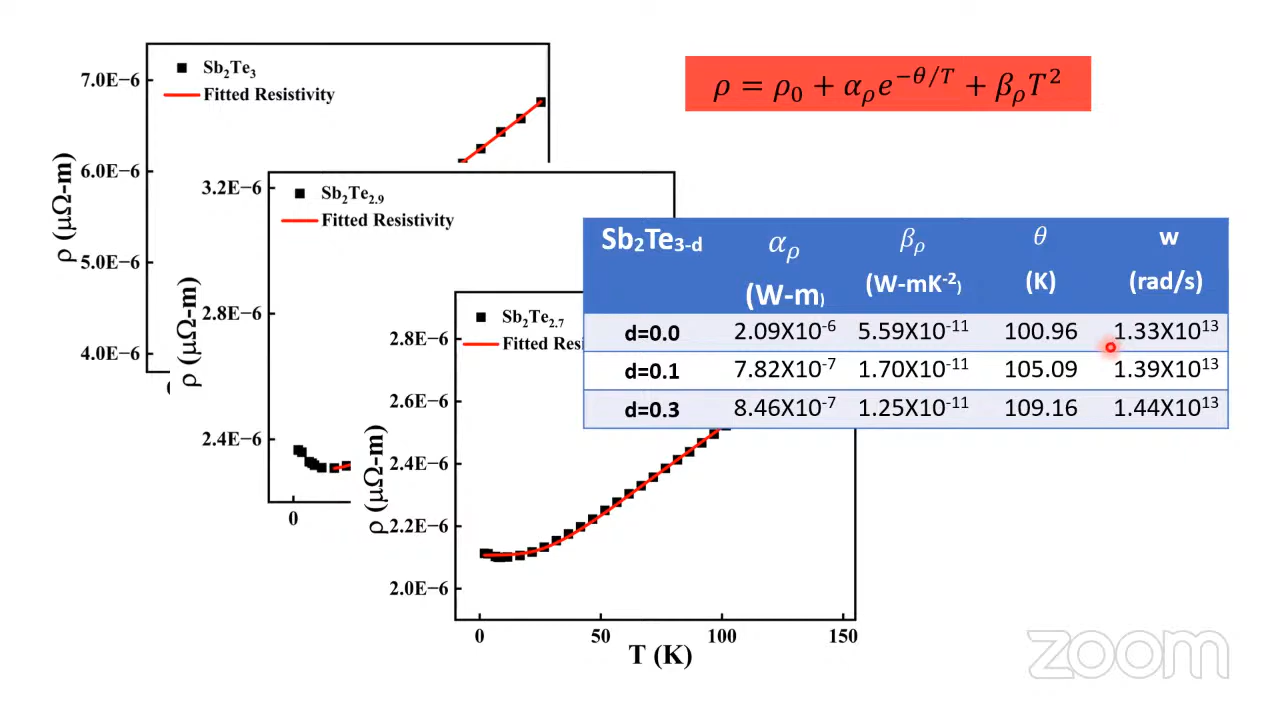 ρ = ρ₀ + αᵨe^(−θ/T) + βᵨT²
Sb₂Te₃
Fitted Resistivity
7.0E−6
6.0E−6
5.0E−6
4.0E−6
ρ (μΩ-m)
Sb₂Te₂.₉
Fitted Resistivity
3.2E−6
2.8E−6
2.4E−6
ρ (μΩ-m)
0
Sb₂Te₂.₇
Fitted Resi
2.8E−6
2.6E−6
2.4E−6
2.2E−6
2.0E−6
ρ (μΩ-m)
0 50 100 150
T (K)
Sb₂Te₃-d αᵨ βᵨ θ w
(W-m) (W-mK⁻²) (K) (rad/s)
d=0.0 2.09X10⁻⁶ 5.59X10⁻¹¹ 100.96 1.33X10¹³
d=0.1 7.82X10⁻⁷ 1.70X10⁻¹¹ 105.09 1.39X10¹³
d=0.3 8.46X10⁻⁷ 1.25X10⁻¹¹ 109.16 1.44X10¹³
zoom